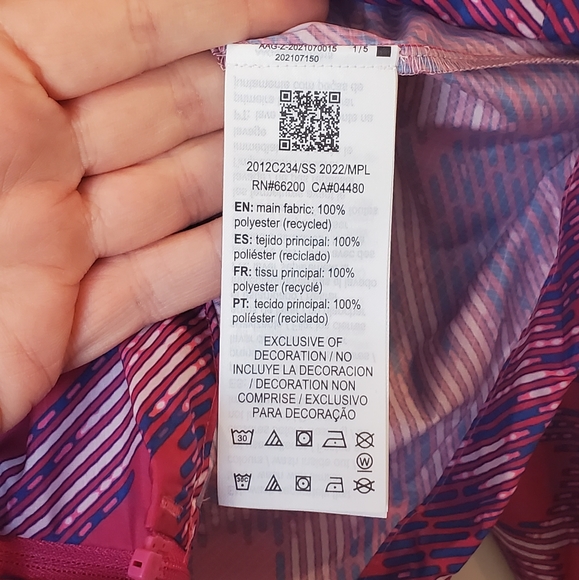 AAG-2-2021070015 1/5
202107150
2012C234/SS 2022/MPL
RN#66200 CA#04480
EN: main fabric: 100%
polyester (recycled)
ES: tejido principal: 100%
poliéster (reciclado)
FR: tissu principal: 100%
polyester (recyclé)
PT: tecido principal: 100%
poliéster (reciclado)
EXCLUSIVE OF
DECORATION / NO
INCLUYE LA DECORACION
/ DECORATION NON
COMPRISE / EXCLUSIVO
PARA DECORAÇÃO
30
W